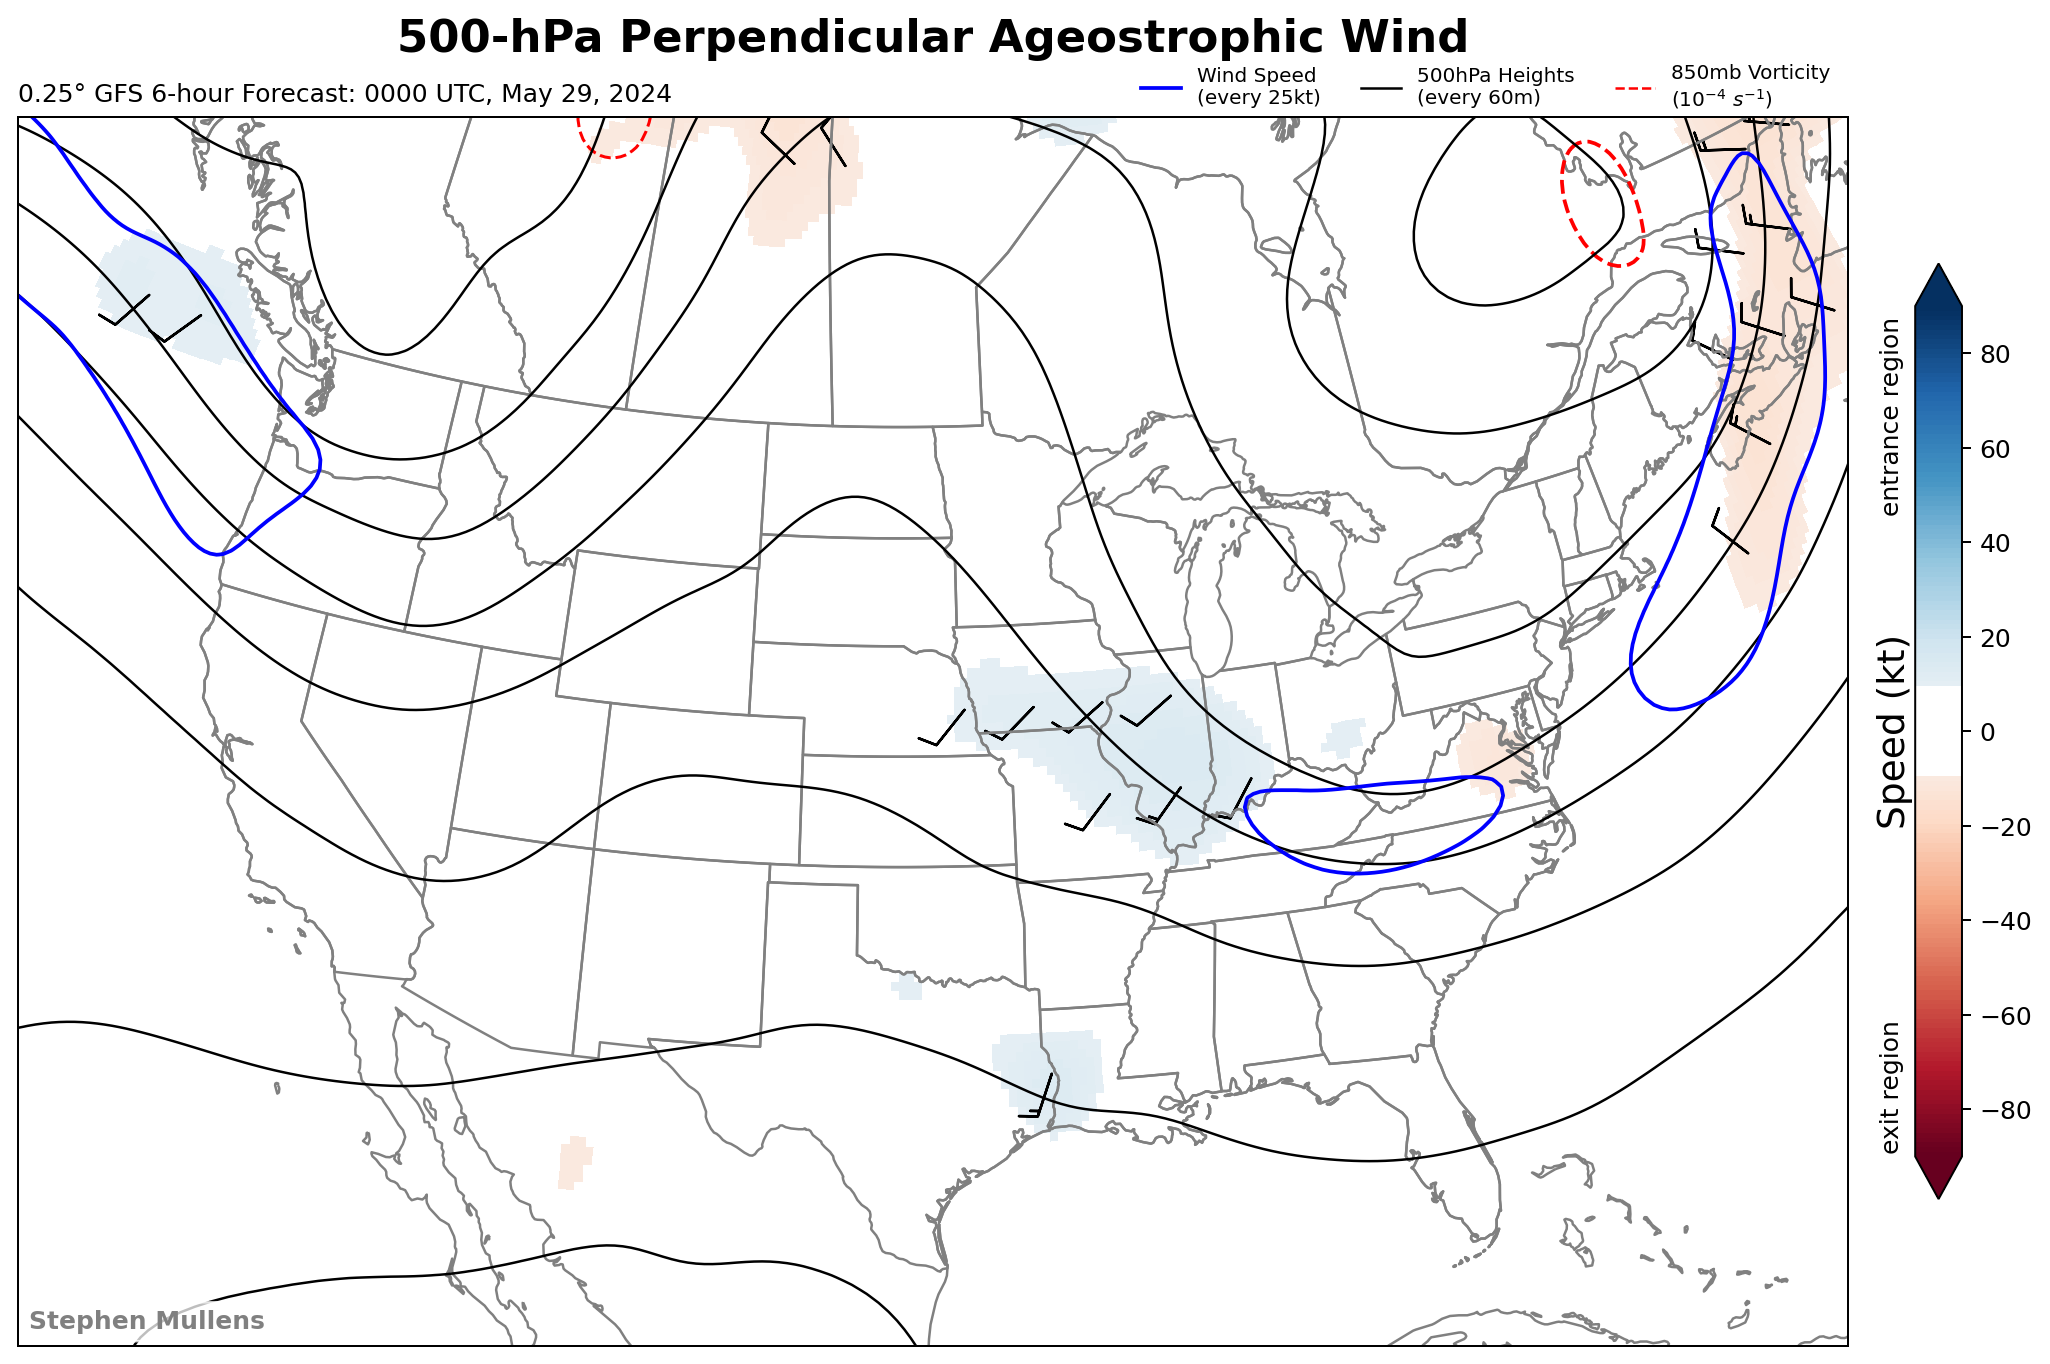 500-hPa Perpendicular Ageostrophic Wind
0.25° GFS 6-hour Forecast: 0000 UTC, May 29, 2024
Wind Speed
(every 25kt)
500hPa Heights
(every 60m)
850mb Vorticity
(10⁻⁴ s⁻¹)
entrance region
Speed (kt)
exit region
80
60
40
20
0
−20
−40
−60
−80
Stephen Mullens